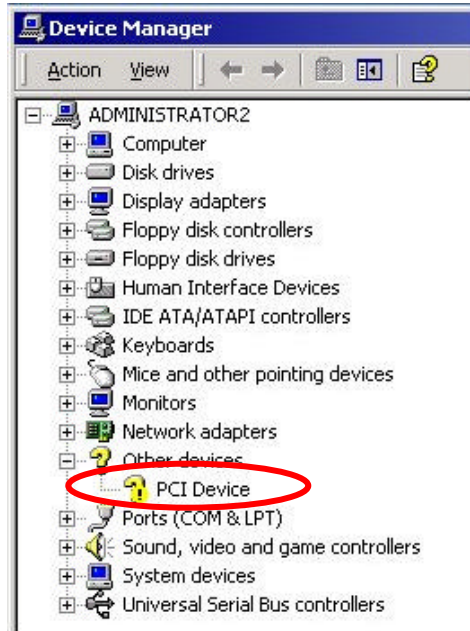 Device Manager
Action View
ADMINISTRATOR2
Computer
Disk drives
Display adapters
Floppy disk controllers
Floppy disk drives
Human Interface Devices
IDE ATA/ATAPI controllers
Keyboards
Mice and other pointing devices
Monitors
Network adapters
Other devices
PCI Device
Ports (COM & LPT)
Sound, video and game controllers
System devices
Universal Serial Bus controllers